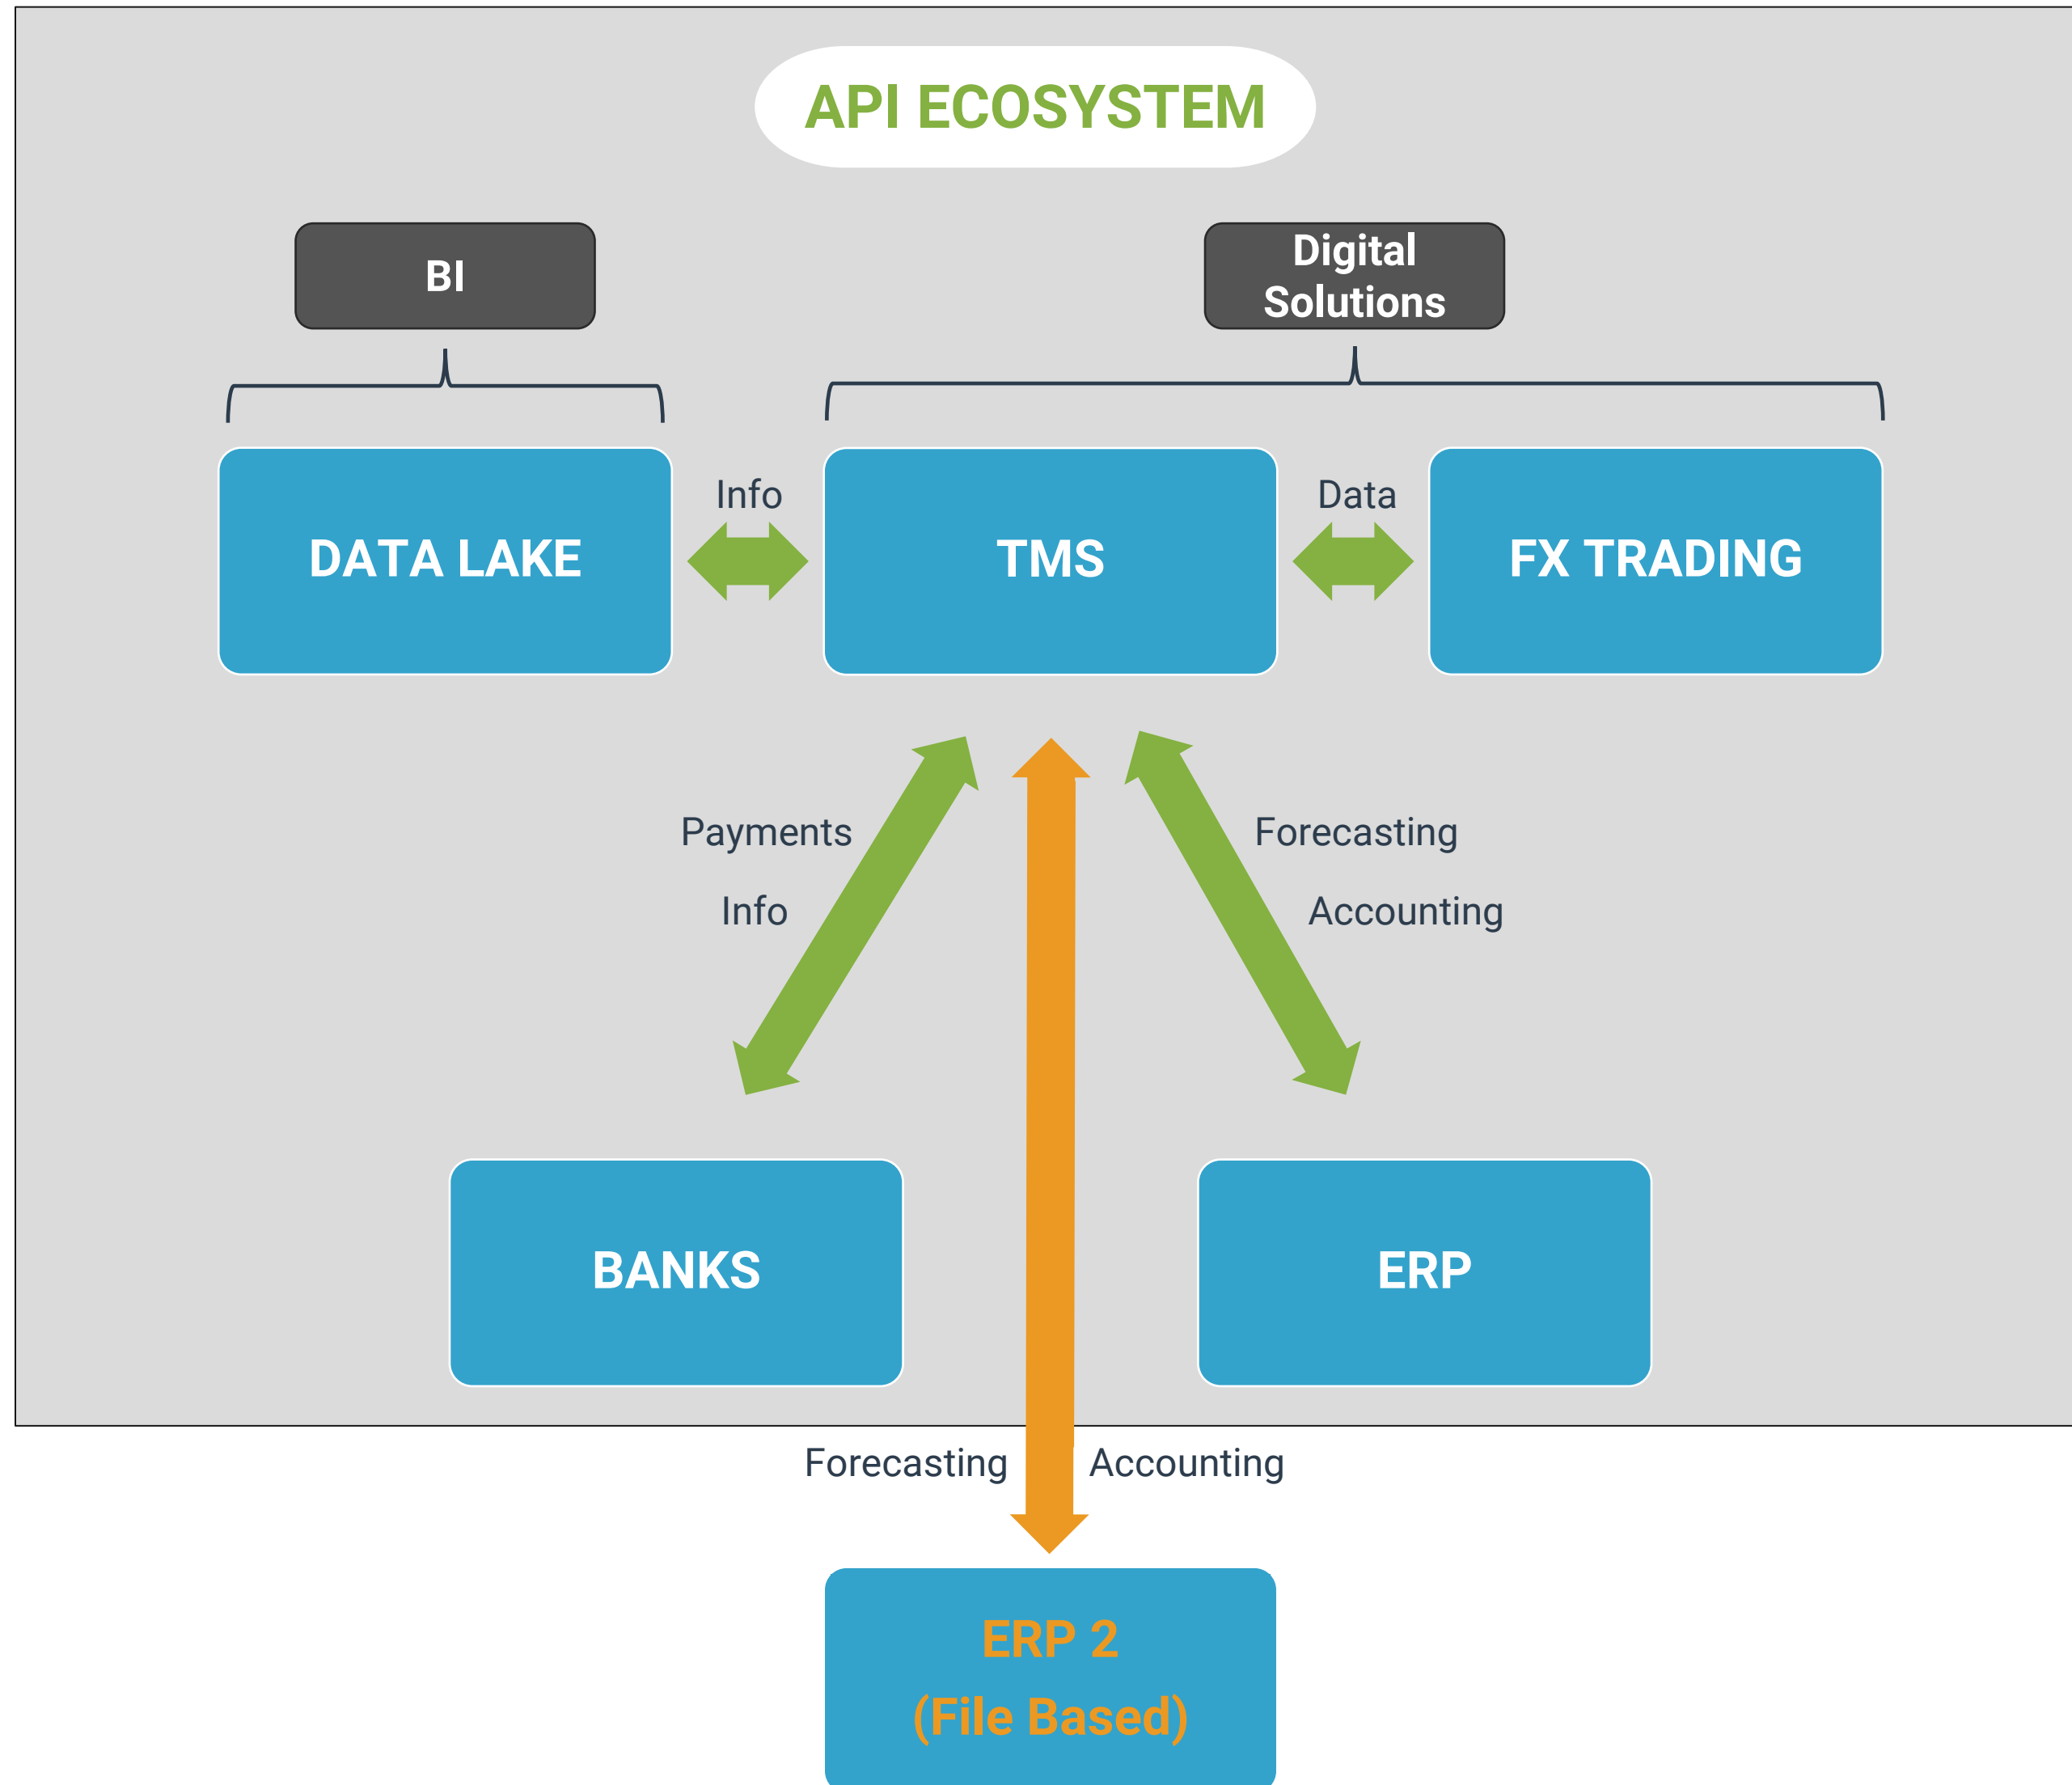 API ECOSYSTEM
BI
Digital
Solutions
DATA LAKE
Info
TMS
Data
FX TRADING
Payments
Info
Forecasting
Accounting
BANKS
ERP
Forecasting
Accounting
ERP 2
(File Based)